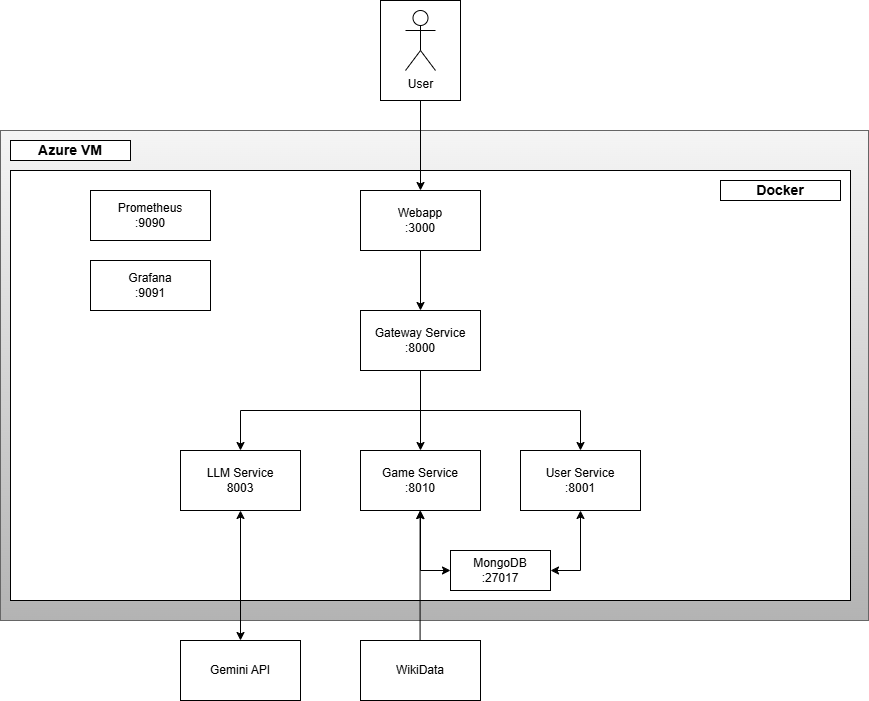 User
Azure VM
Docker
Prometheus
:9090
Webapp
:3000
Grafana
:9091
Gateway Service
:8000
LLM Service
8003
Game Service
:8010
User Service
:8001
MongoDB
:27017
Gemini API
WikiData